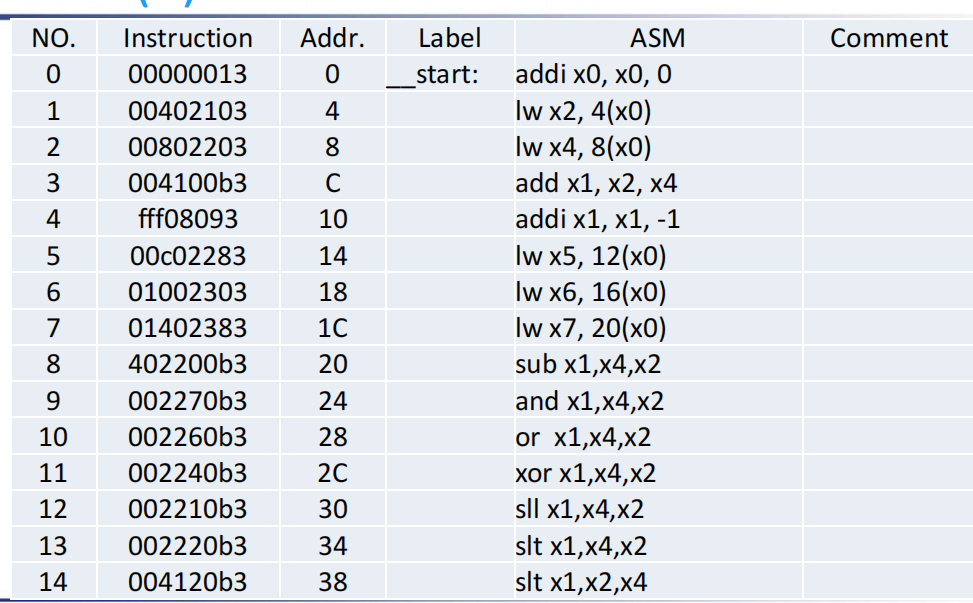 NO. Instruction Addr. Label ASM Comment
0 00000013 0 __start: addi x0, x0, 0
1 00402103 4 lw x2, 4(x0)
2 00802203 8 lw x4, 8(x0)
3 004100b3 C add x1, x2, x4
4 fff08093 10 addi x1, x1, -1
5 00c02283 14 lw x5, 12(x0)
6 01002303 18 lw x6, 16(x0)
7 01402383 1C lw x7, 20(x0)
8 402200b3 20 sub x1,x4,x2
9 002270b3 24 and x1,x4,x2
10 002260b3 28 or x1,x4,x2
11 002240b3 2C xor x1,x4,x2
12 002210b3 30 sll x1,x4,x2
13 002220b3 34 slt x1,x4,x2
14 004120b3 38 slt x1,x2,x4